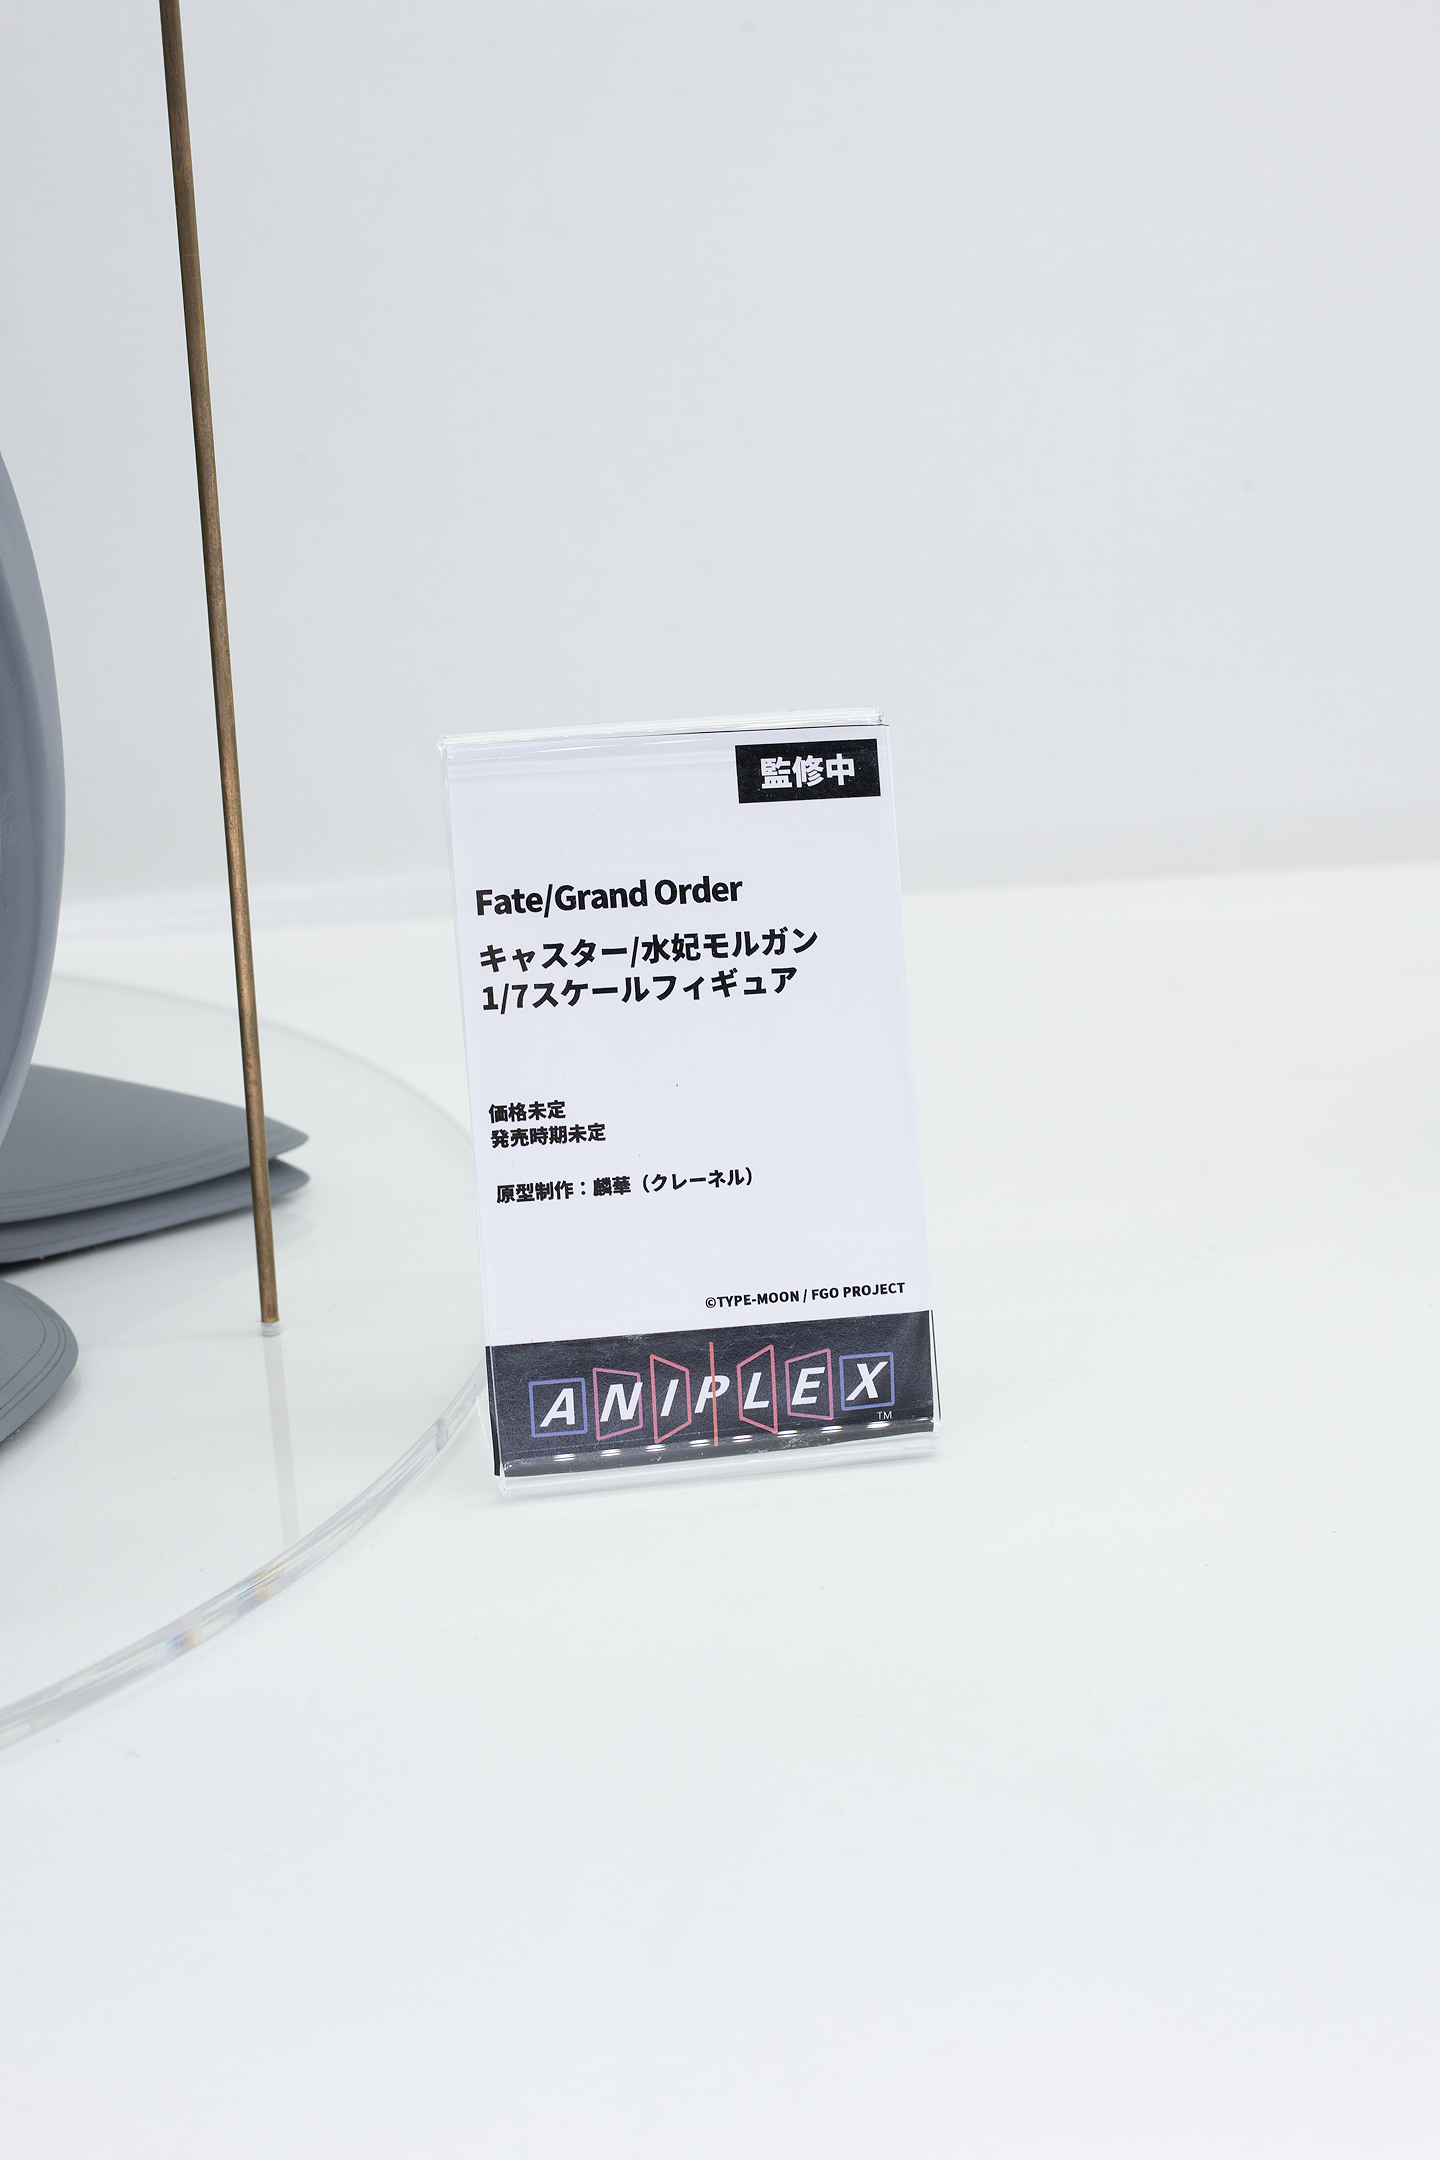 監修中
Fate/Grand Order
キャスター/水妃モルガン
1/7スケールフィギュア
価格未定
発売時期未定
原型制作：麟華（クレーネル）
©TYPE-MOON / FGO PROJECT
ANIPLEX
TM